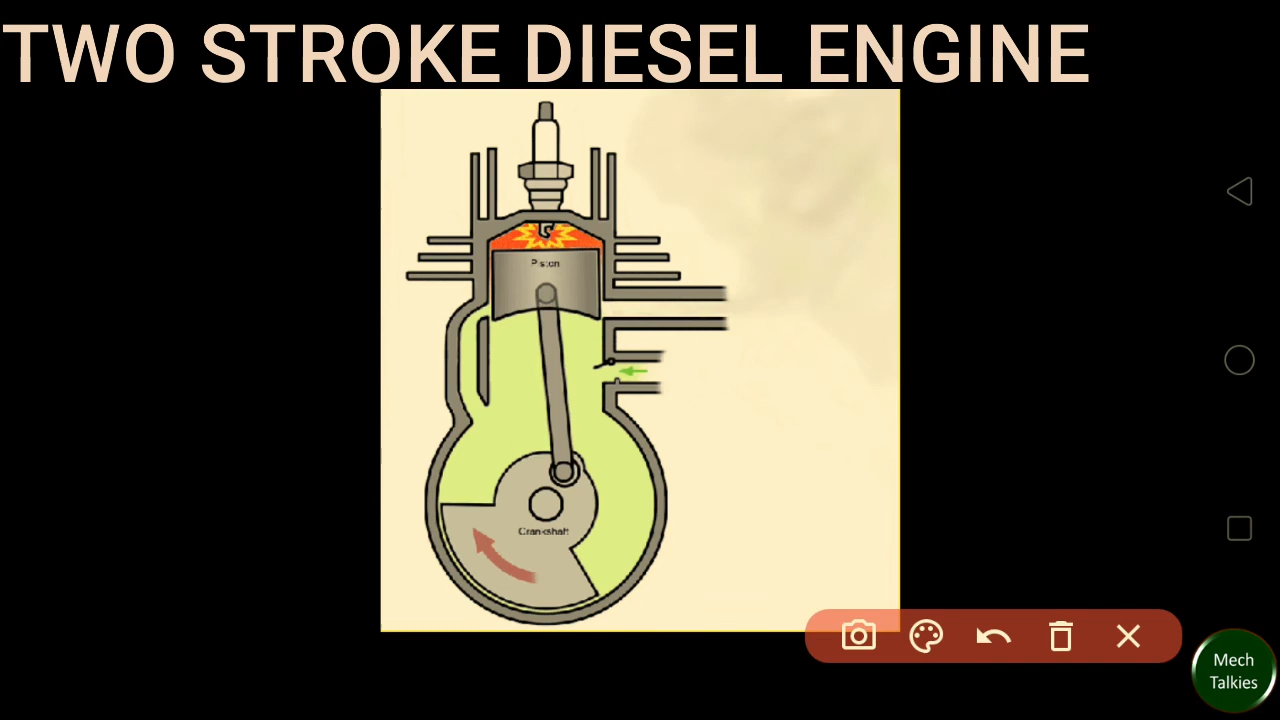 TWO STROKE DIESEL ENGINE
Piston
Crankshaft
Mech
Talkies